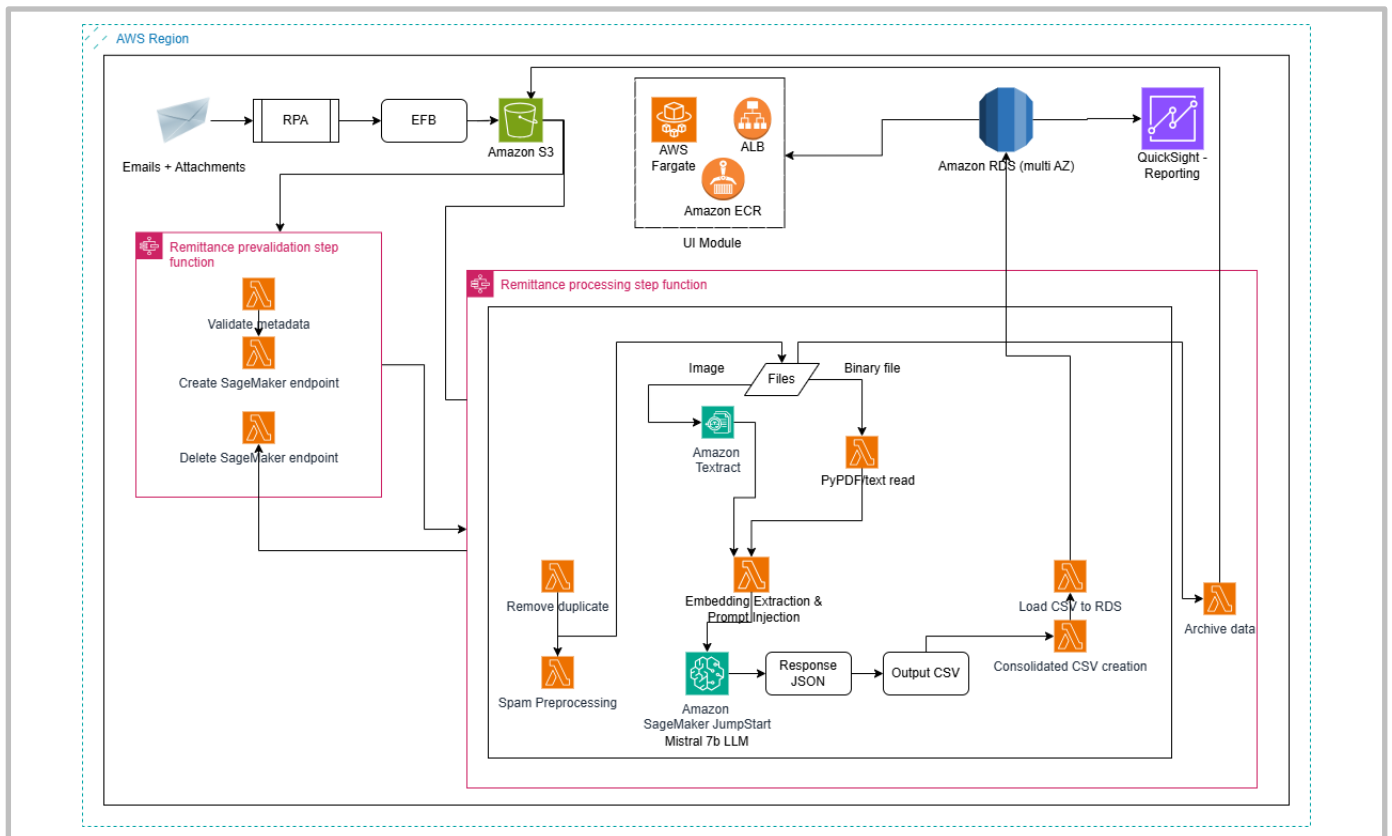 AWS Region
RPA
EFB
Emails + Attachments
Amazon S3
AWS
Fargate
ALB
Amazon ECR
UI Module
Amazon RDS (multi AZ)
QuickSight -
Reporting
Remittance prevalidation step
function
Validate metadata
Create SageMaker endpoint
Delete SageMaker endpoint
Remittance processing step function
Image
Files
Binary file
Amazon
Textract
PyPDF/text read
Remove duplicate
Embedding Extraction &
Prompt Injection
Load CSV to RDS
Archive data
Spam Preprocessing
Response
JSON
Output CSV
Consolidated CSV creation
Amazon
SageMaker JumpStart
Mistral 7b LLM